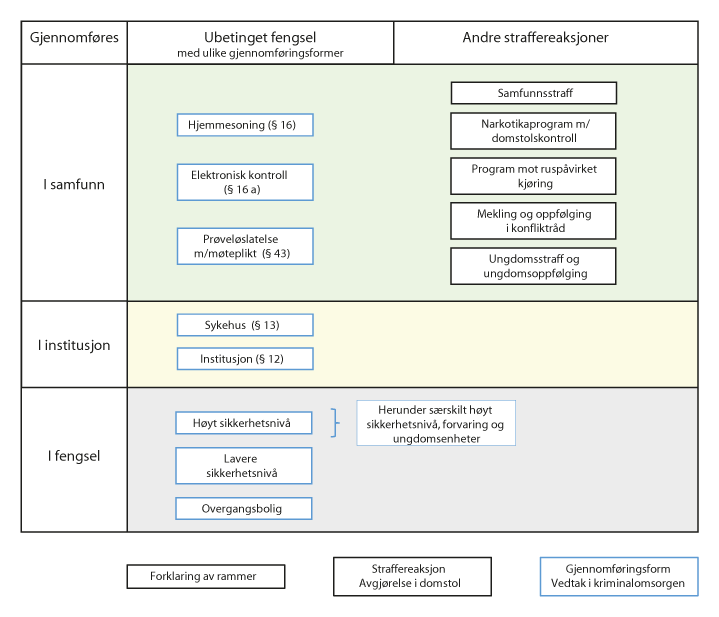 Gjennomføres
Ubetinget fengsel
med ulike gjennomføringsformer
Andre straffereaksjoner
I samfunn
Hjemmesoning (§ 16)
Elektronisk kontroll
(§ 16 a)
Prøveløslatelse
m/møteplikt (§ 43)
Samfunnsstraff
Narkotikaprogram m/
domstolskontroll
Program mot ruspåvirket
kjøring
Mekling og oppfølging
i konfliktråd
Ungdomsstraff og
ungdomsoppfølging
I institusjon
Sykehus (§ 13)
Institusjon (§ 12)
I fengsel
Høyt sikkerhetsnivå
Herunder særskilt høyt
sikkerhetsnivå, forvaring og
ungdomsenheter
Lavere
sikkerhetsnivå
Overgangsbolig
Forklaring av rammer
Straffereaksjon
Avgjørelse i domstol
Gjennomføringsform
Vedtak i kriminalomsorgen